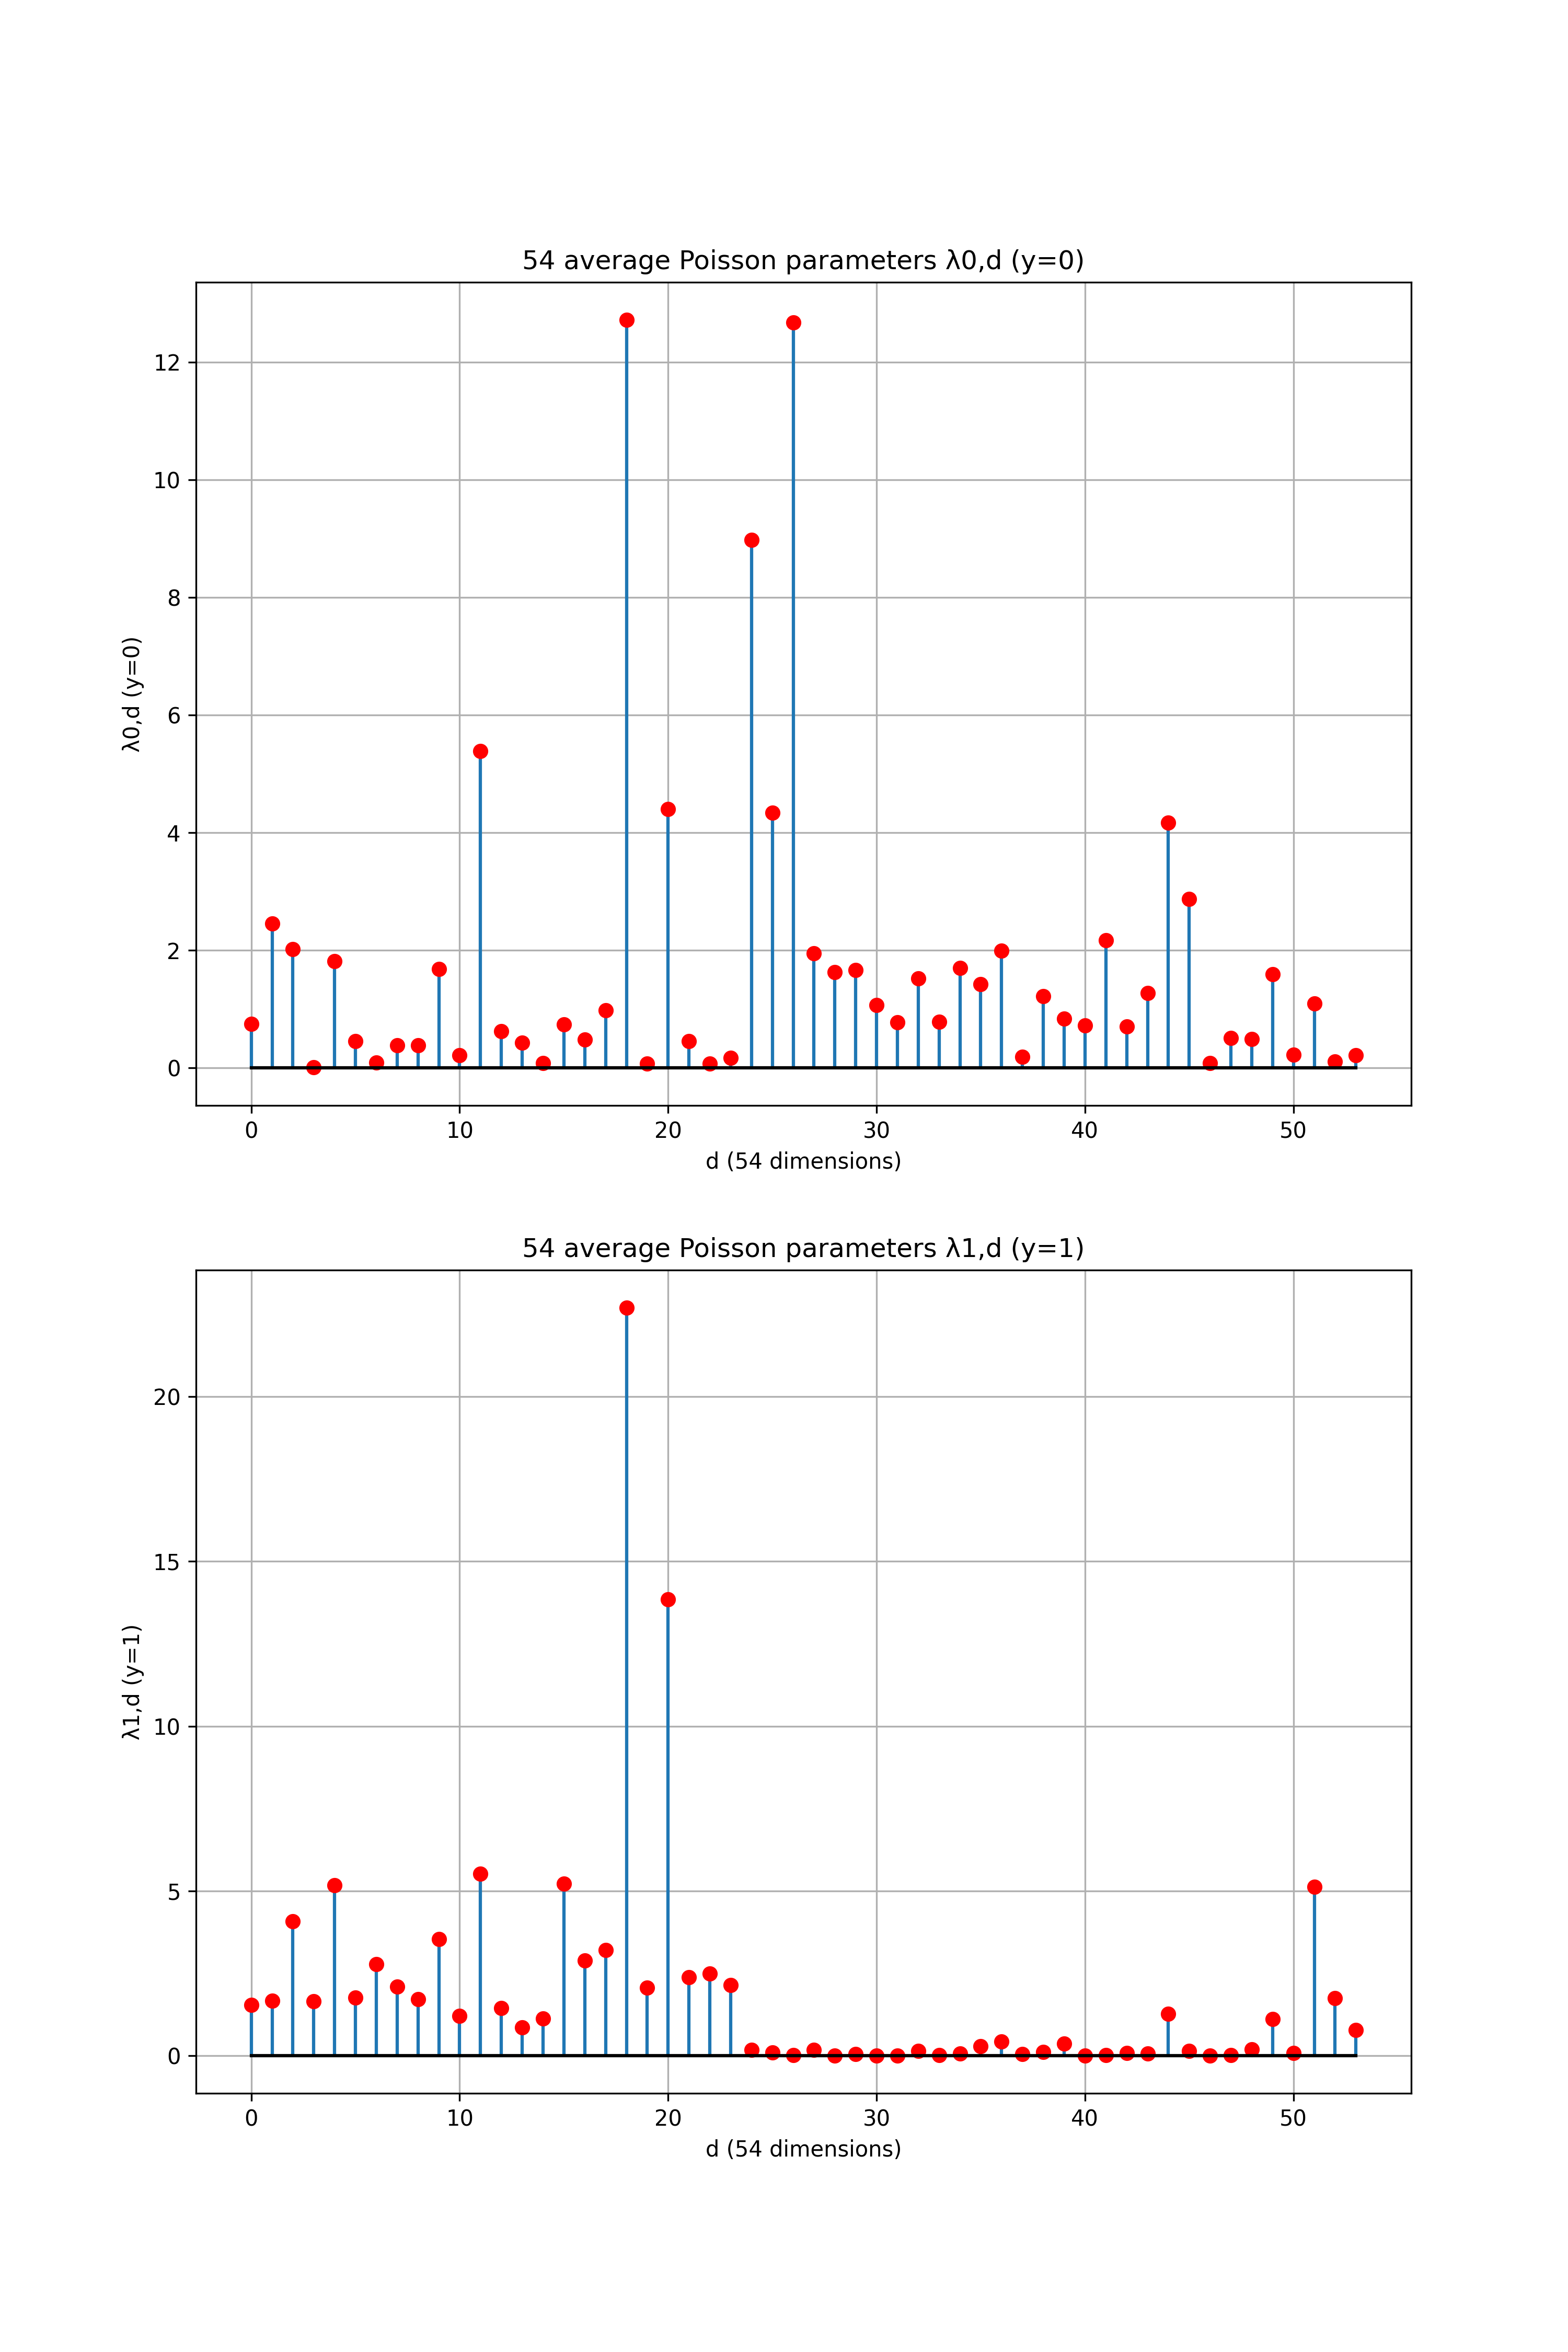 54 average Poisson parameters λ0,d (y=0)
12
10
8
6
4
2
0
λ0,d (y=0)
0 10 20 30 40 50
d (54 dimensions)
54 average Poisson parameters λ1,d (y=1)
20
15
10
5
0
λ1,d (y=1)
0 10 20 30 40 50
d (54 dimensions)